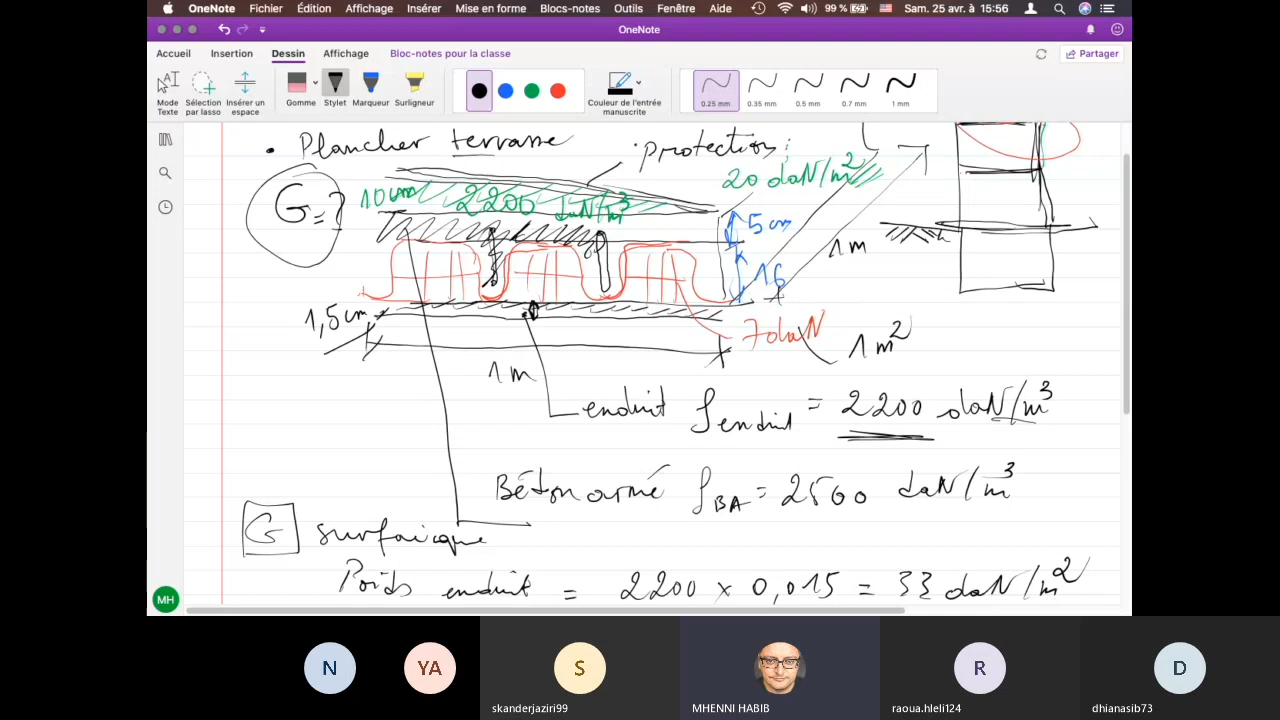 OneNote Fichier Édition Affichage Insérer Mise en forme Blocs-notes Outils Fenêtre Aide 99 % Sam. 25 avr. à 15:56
OneNote
Accueil Insertion Dessin Affichage Bloc-notes pour la classe Partager
Mode Texte
Sélection par lasso
Insérer un espace
Gomme
Stylet
Marqueur
Surligneur
Couleur de l'entrée manuscrite
0.25 mm 0.35 mm 0.5 mm 0.7 mm 1 mm
• Plancher terrasse
• protection :
20 daN/m²
G = ?
10 cm 2200 daN/m³
5 cm
16
1 m
1,5 cm
7 daN
1 m²
1 m
enduit ρenduit = 2200 daN/m³
Béton armé ρBA = 2500 daN/m³
G surfacique
Poids enduit = 2200 x 0,015 = 33 daN/m²
MH
N
YA
S
R
D
skanderjaziri99
MHENNI HABIB
raoua.hleli124
dhianasib73